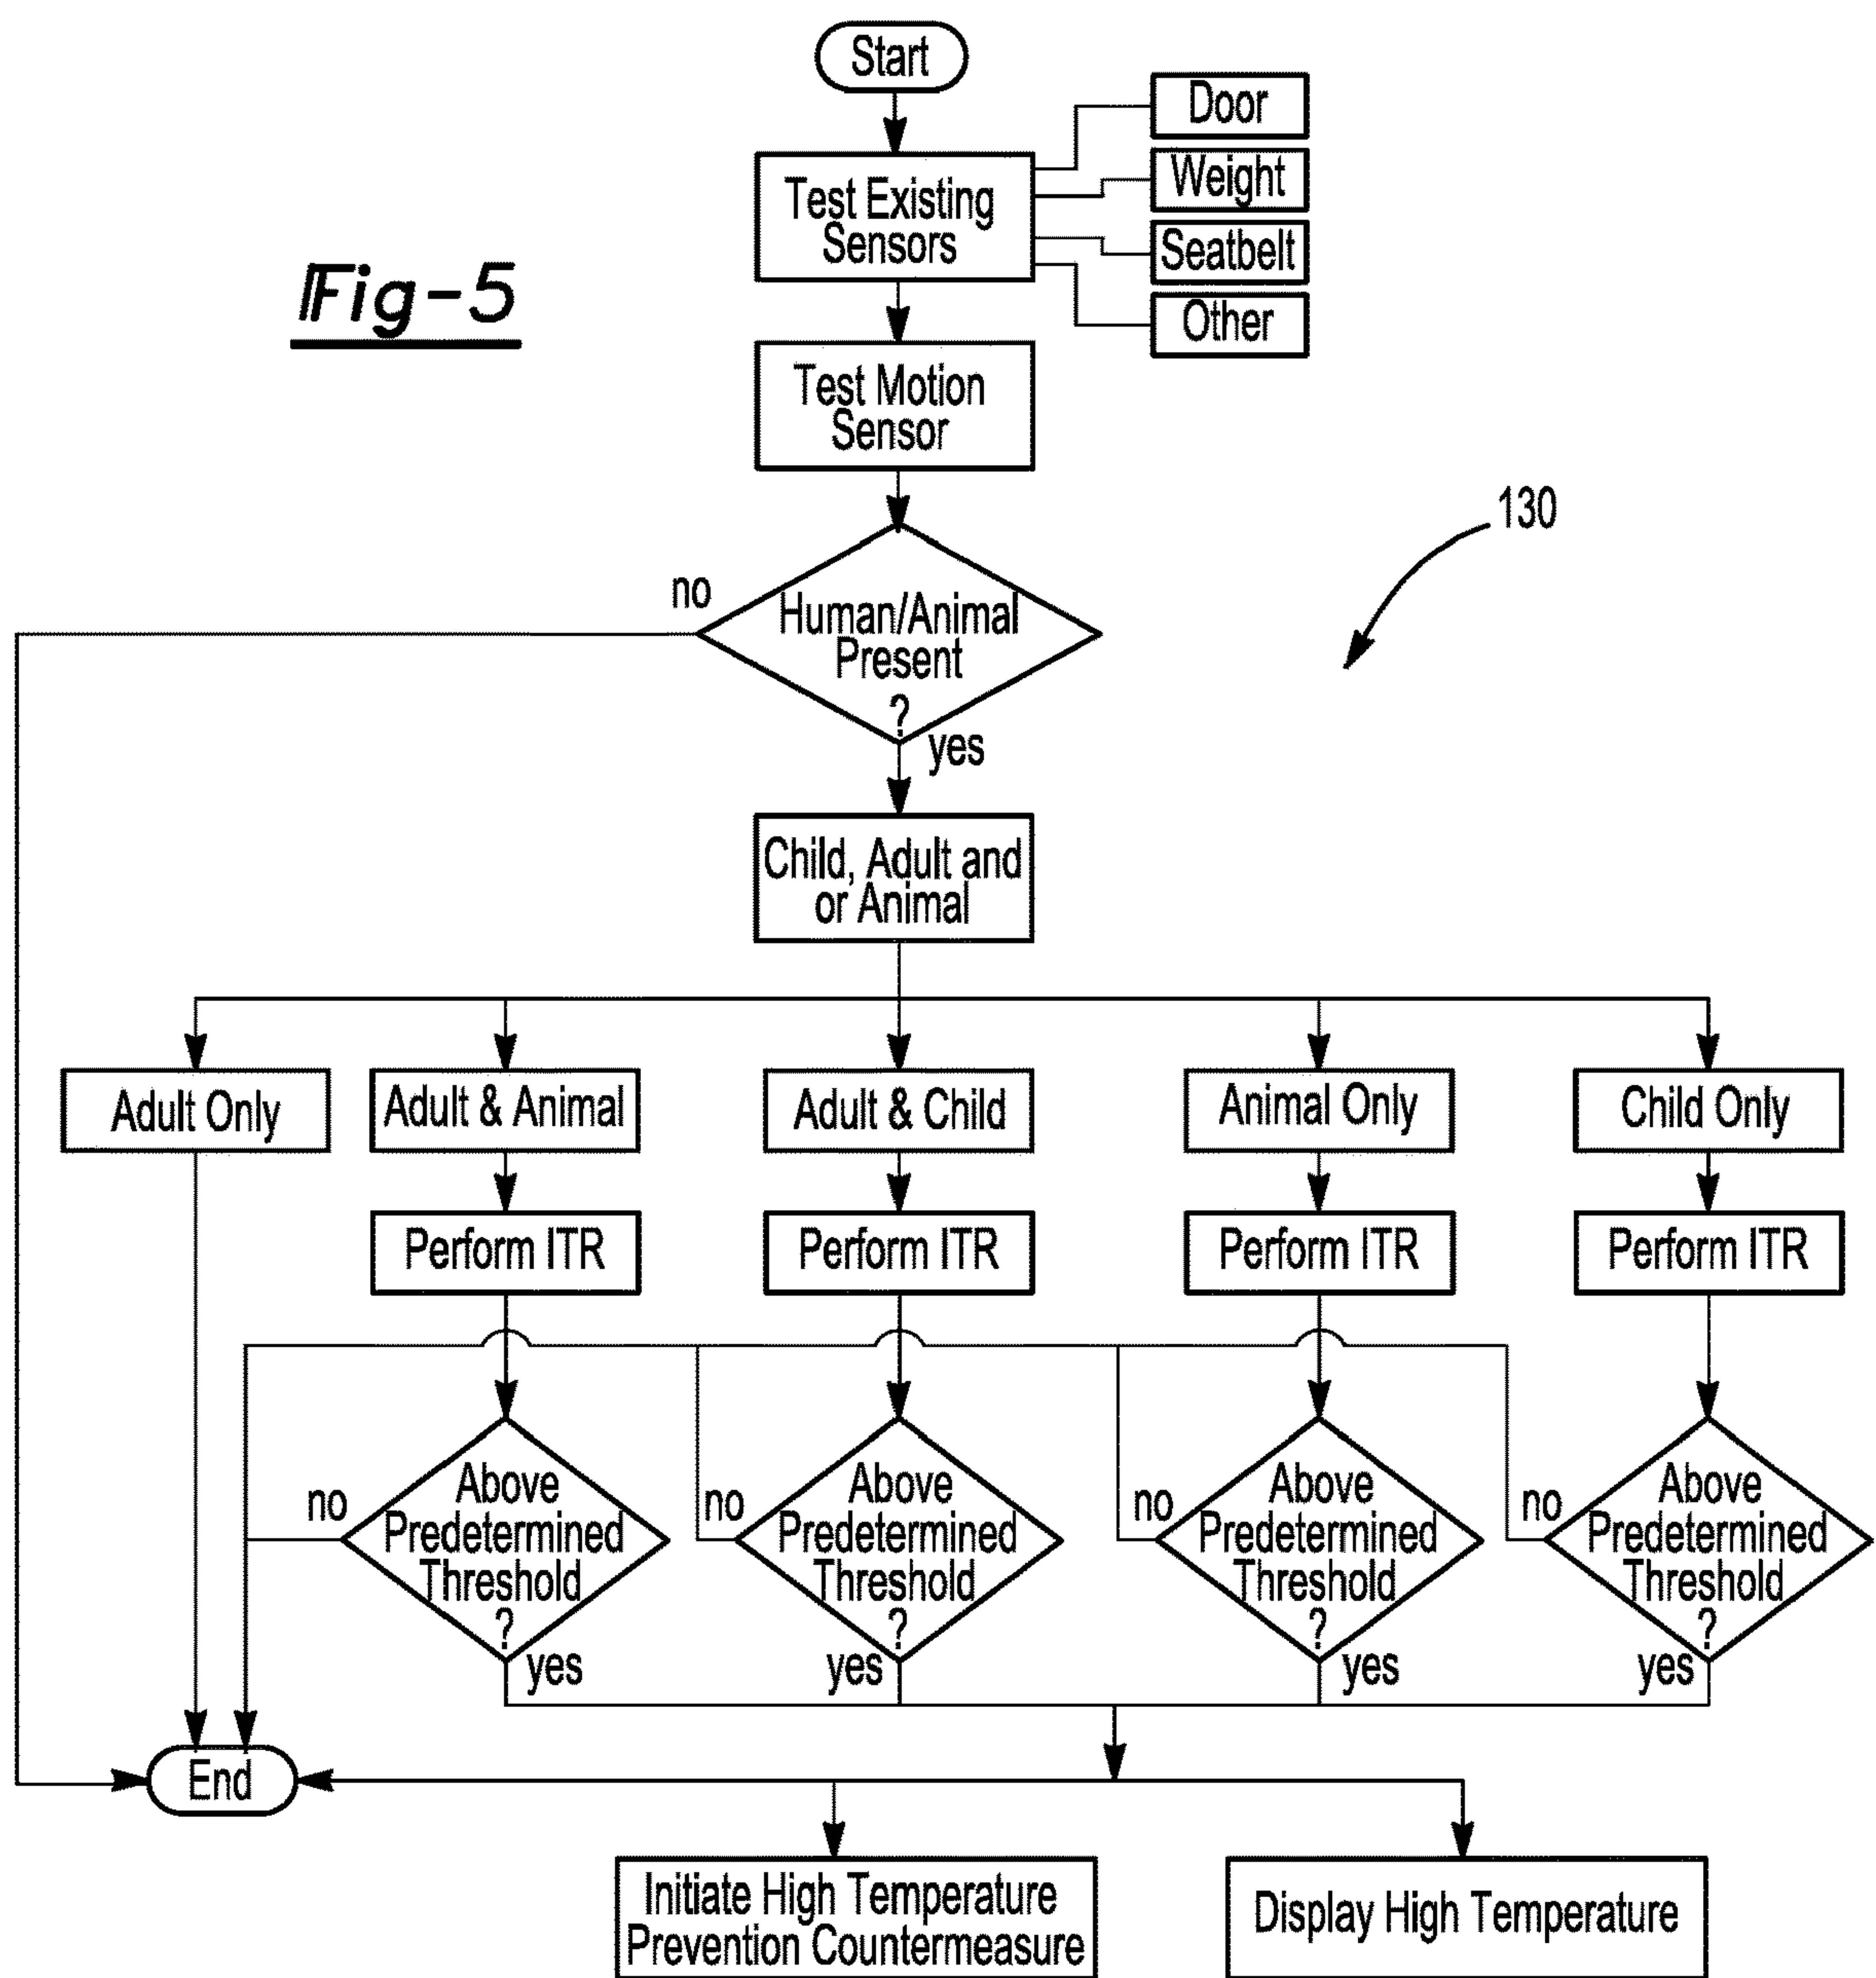 Start
Door
Weight
Seatbelt
Other
Test Existing
Sensors
Fig-5
Test Motion
Sensor
130
no
Human/Animal
Present
?
yes
Child, Adult and
or Animal
Adult Only
Adult & Animal
Adult & Child
Animal Only
Child Only
Perform ITR
Perform ITR
Perform ITR
Perform ITR
no
Above
Predetermined
Threshold
?
yes
no
Above
Predetermined
Threshold
?
yes
no
Above
Predetermined
Threshold
?
yes
no
Above
Predetermined
Threshold
?
yes
End
Initiate High Temperature
Prevention Countermeasure
Display High Temperature